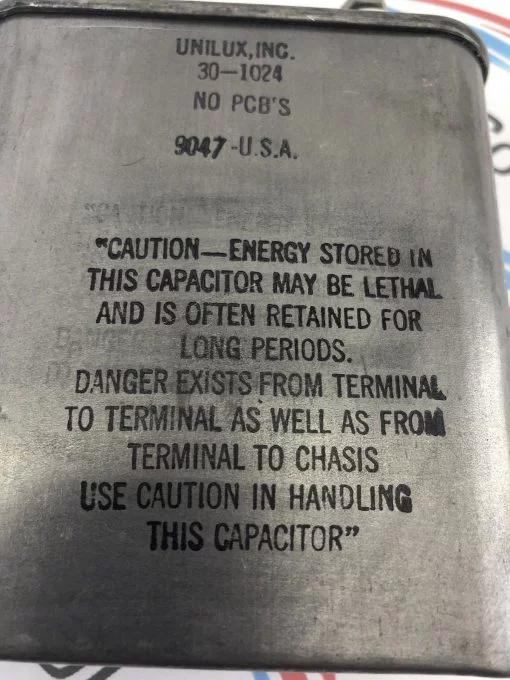 UNILUX, INC.
30-1024
NO PCB'S
9047-U.S.A.
"CAUTION—ENERGY STORED IN
THIS CAPACITOR MAY BE LETHAL
AND IS OFTEN RETAINED FOR
LONG PERIODS.
DANGER EXISTS FROM TERMINAL
TO TERMINAL AS WELL AS FROM
TERMINAL TO CHASIS
USE CAUTION IN HANDLING
THIS CAPACITOR"